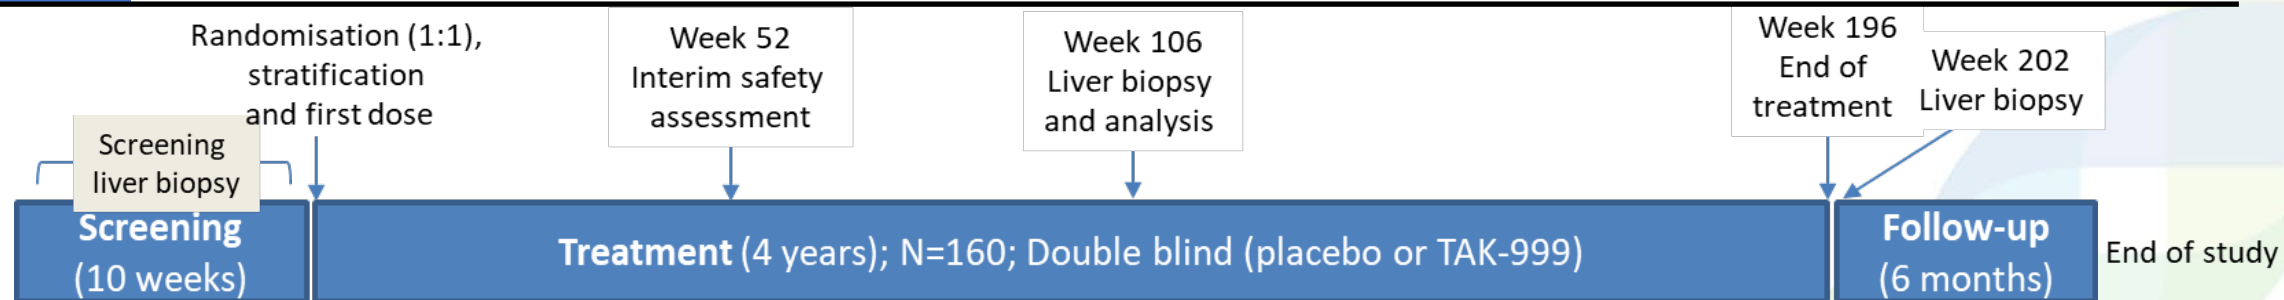 Randomisation (1:1),
stratification
and first dose
Week 52
Interim safety
assessment
Week 106
Liver biopsy
and analysis
Week 196
End of
treatment
Week 202
Liver biopsy
Screening
liver biopsy
Screening
(10 weeks)
Treatment (4 years); N=160; Double blind (placebo or TAK-999)
Follow-up
(6 months)
End of study